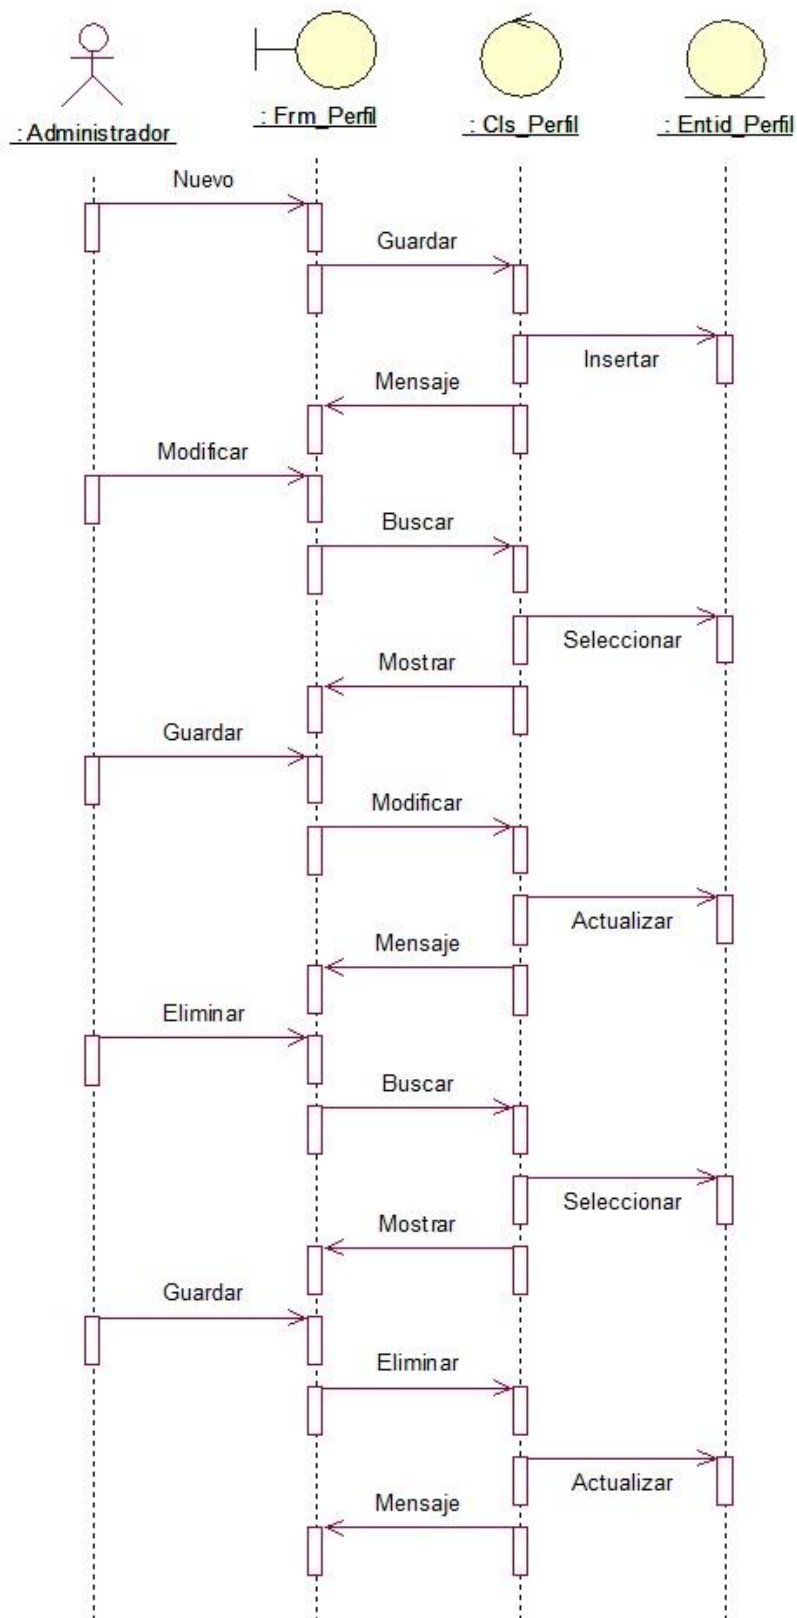 : Administrador
: Frm_Perfil
: Cls_Perfil
: Entid_Perfil
Nuevo
Guardar
Insertar
Mensaje
Modificar
Buscar
Seleccionar
Mostrar
Guardar
Modificar
Actualizar
Mensaje
Eliminar
Buscar
Seleccionar
Mostrar
Guardar
Eliminar
Actualizar
Mensaje